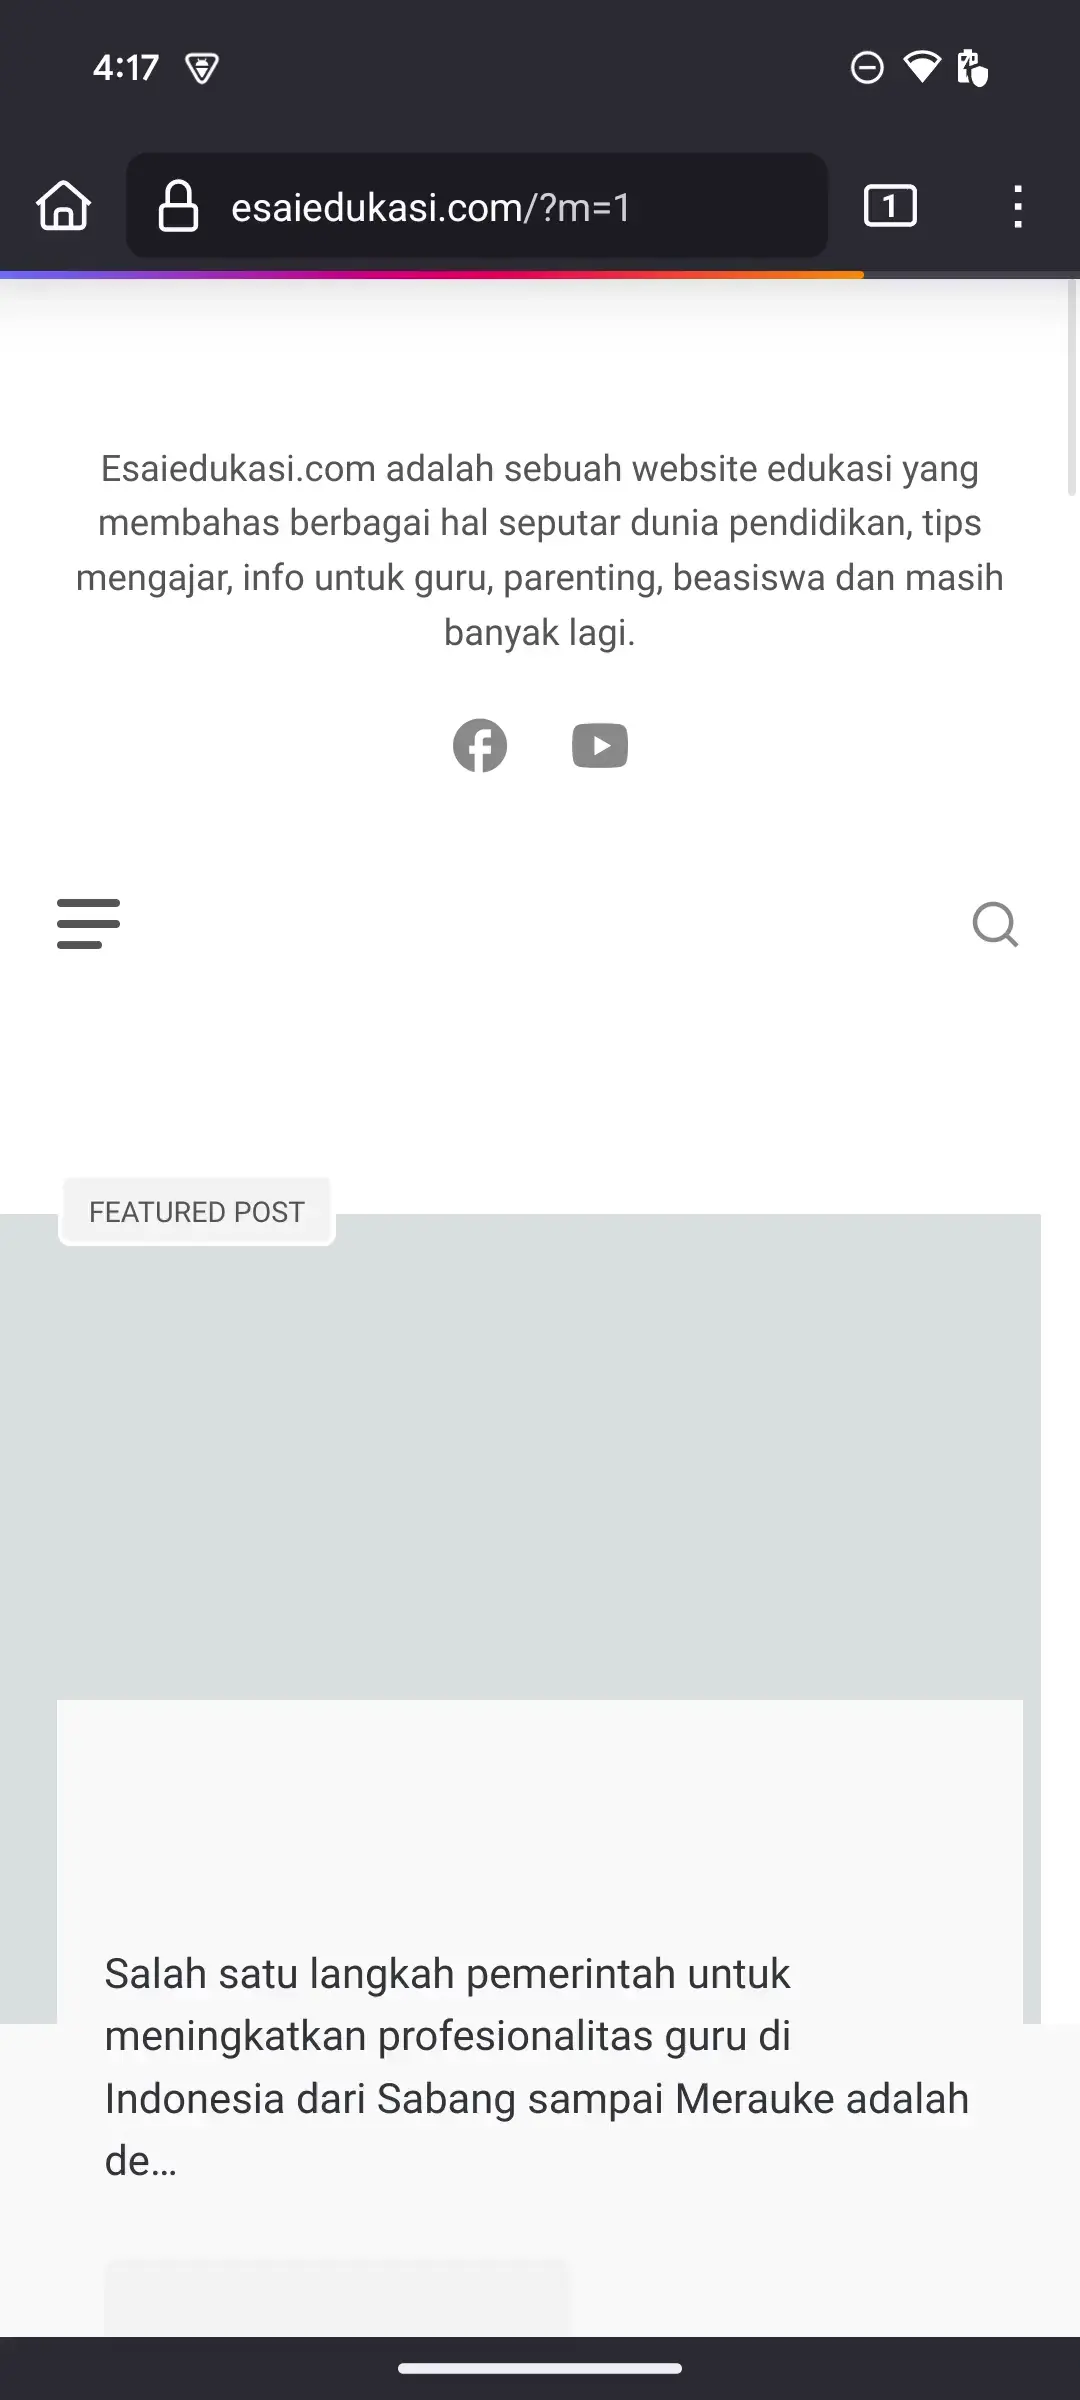 4:17
esaiedukasi.com/?m=1
1
Esaiedukasi.com adalah sebuah website edukasi yang
membahas berbagai hal seputar dunia pendidikan, tips
mengajar, info untuk guru, parenting, beasiswa dan masih
banyak lagi.
FEATURED POST
Salah satu langkah pemerintah untuk
meningkatkan profesionalitas guru di
Indonesia dari Sabang sampai Merauke adalah
de...